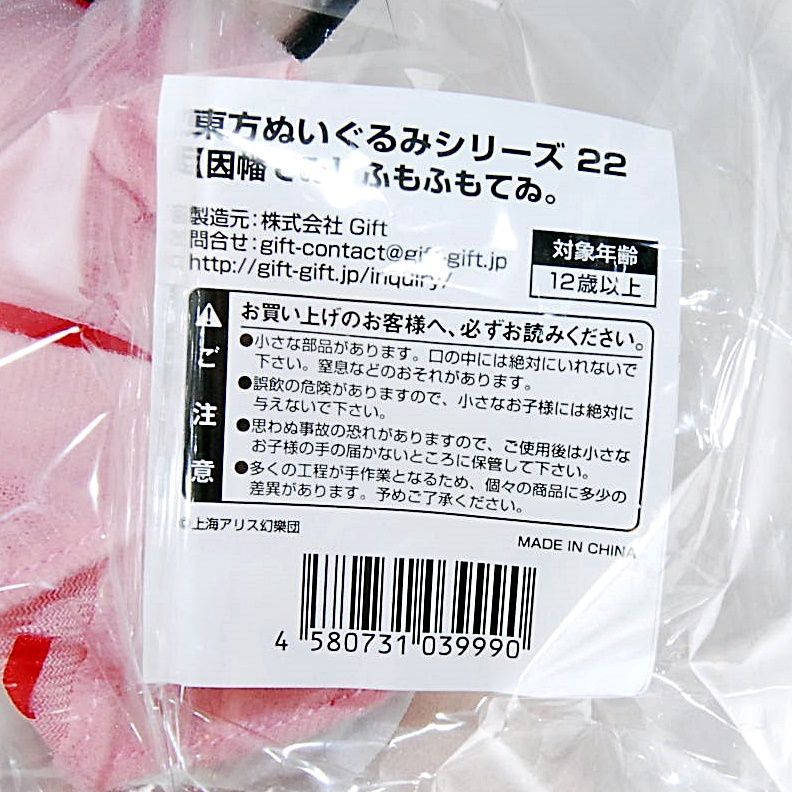 東方ぬいぐるみシリーズ 22
【因幡てゐ】ふもふもてゐ。
製造元：株式会社 Gift
問合せ：gift-contact@gift-gift.jp
http://gift-gift.jp/inquiry/
対象年齢
12歳以上
ご注意
お買い上げのお客様へ、必ずお読みください。
●小さな部品があります。口の中には絶対にいれないで
下さい。窒息などのおそれがあります。
●誤飲の危険がありますので、小さなお子様には絶対に
与えないで下さい。
●思わぬ事故の恐れがありますので、ご使用後は小さな
お子様の手の届かないところに保管して下さい。
●多くの工程が手作業となるため、個々の商品に多少の
差異があります。予めご了承ください。
©上海アリス幻樂団
MADE IN CHINA
4 580731 039990